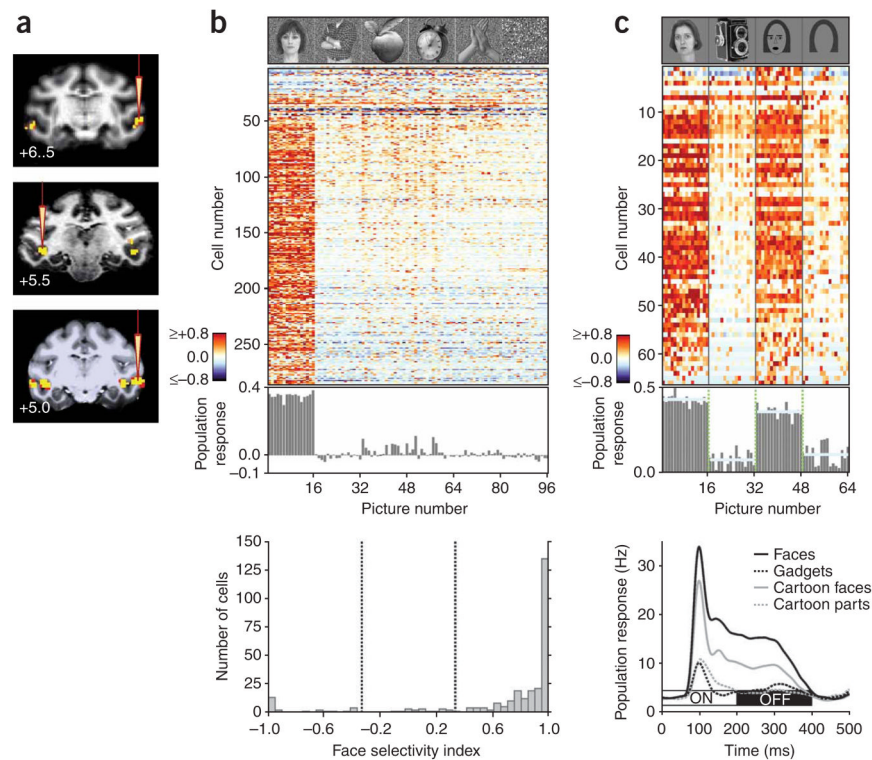 a
+6..5
+5.5
+5.0
b
Cell number
50
100
150
200
250
≥+0.8
0.0
≤−0.8
Population
response
0.4
0.0
−0.1
16
32
48
64
80
96
Picture number
Number of cells
150
125
100
75
50
25
0
−1.0
−0.6
−0.2
0.2
0.6
1.0
Face selectivity index
c
Cell number
10
20
30
40
50
60
≥+0.8
0.0
≤−0.8
Population
response
0.5
0.0
16
32
48
64
Picture number
Population response (Hz)
30
20
10
0
Faces
Gadgets
Cartoon faces
Cartoon parts
ON
OFF
0
100
200
300
400
500
Time (ms)